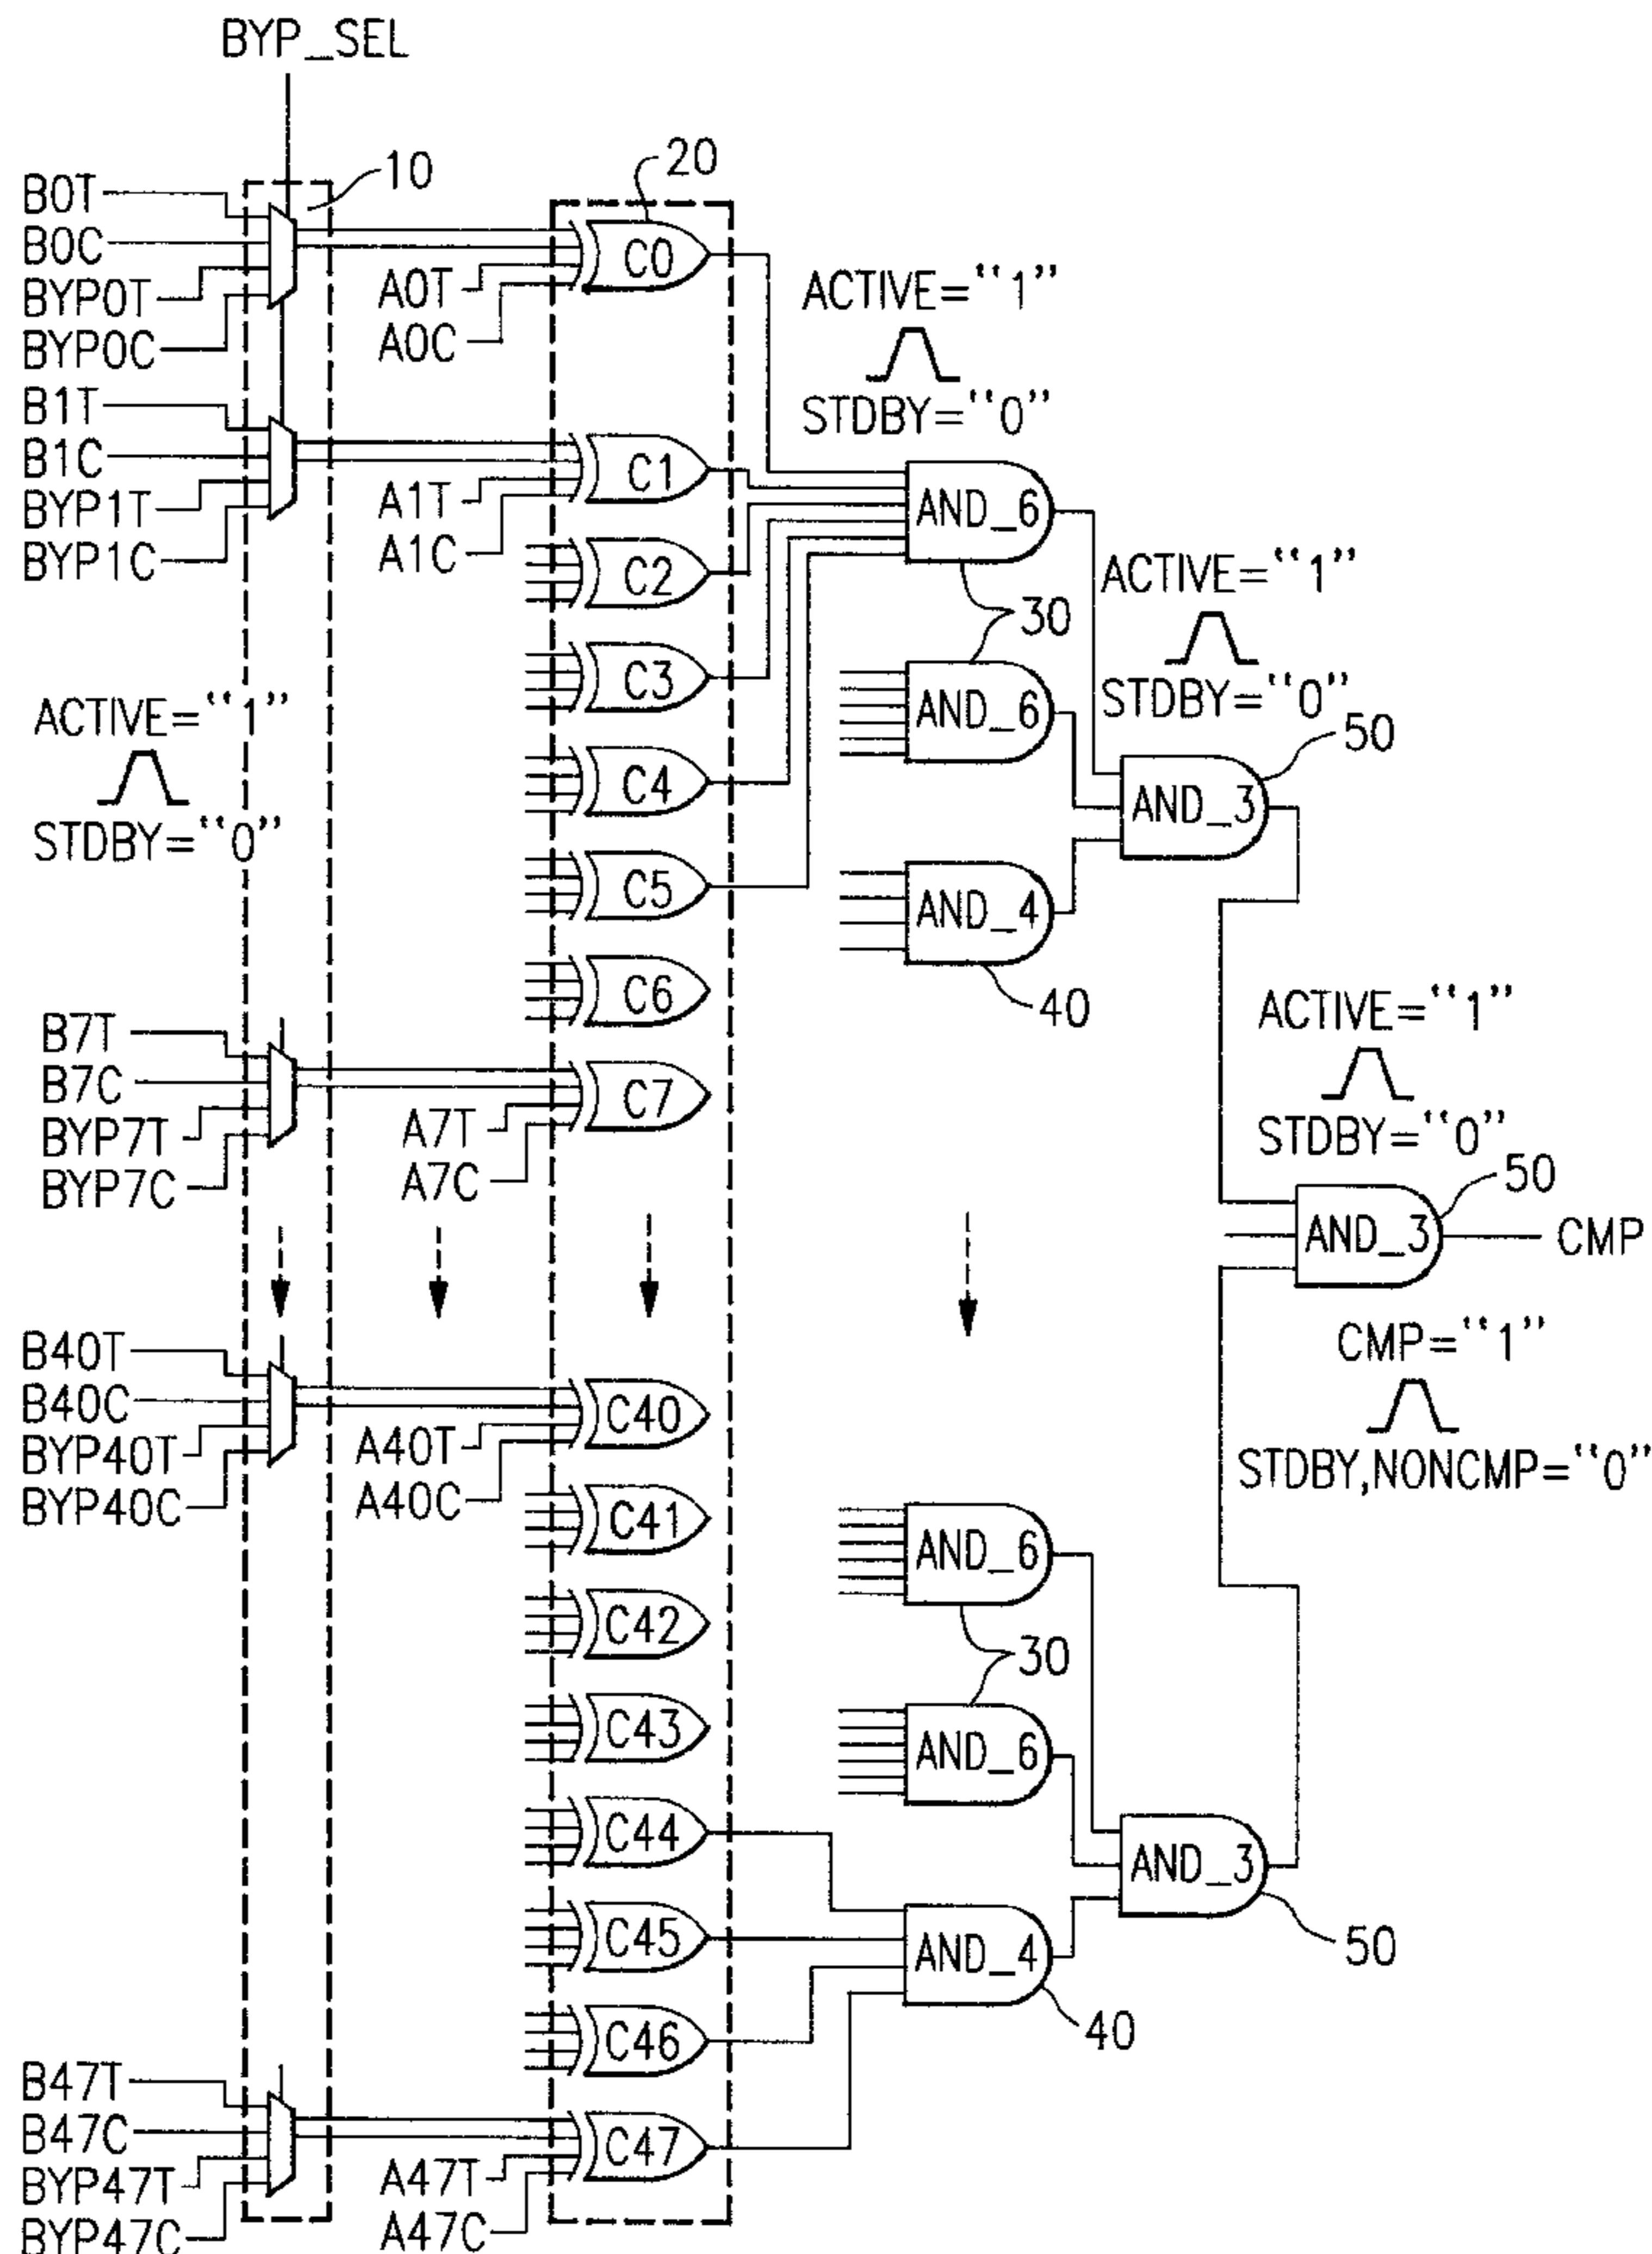 BYP_SEL
10
20
B0T
B0C
BYP0T
BYP0C
A0T
A0C
C0
ACTIVE=“1”
STDBY=“0”
B1T
B1C
BYP1T
BYP1C
A1T
A1C
C1
AND_6
C2
ACTIVE=“1”
STDBY=“0”
30
C3
AND_6
ACTIVE=“1”
STDBY=“0”
50
C4
AND_3
C5
AND_4
40
C6
B7T
B7C
BYP7T
BYP7C
A7T
A7C
C7
ACTIVE=“1”
STDBY=“0”
50
AND_3
CMP
CMP=“1”
STDBY,NONCMP=“0”
B40T
B40C
BYP40T
BYP40C
A40T
A40C
C40
C41
AND_6
C42
30
C43
AND_6
C44
AND_3
50
C45
AND_4
40
C46
B47T
B47C
BYP47T
BYP47C
A47T
A47C
C47